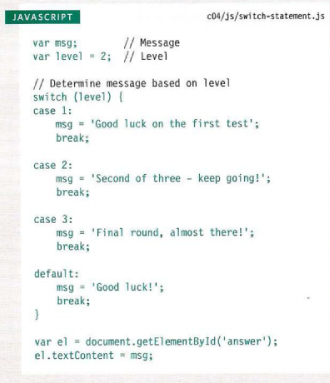 JAVASCRIPT c04/js/switch-statement.js
var msg; // Message
var level = 2; // Level
// Determine message based on level
switch (level) {
case 1:
msg = 'Good luck on the first test';
break;
case 2:
msg = 'Second of three – keep going!';
break;
case 3:
msg = 'Final round, almost there!';
break;
default:
msg = 'Good luck!';
break;
}
var el = document.getElementById('answer');
el.textContent = msg;